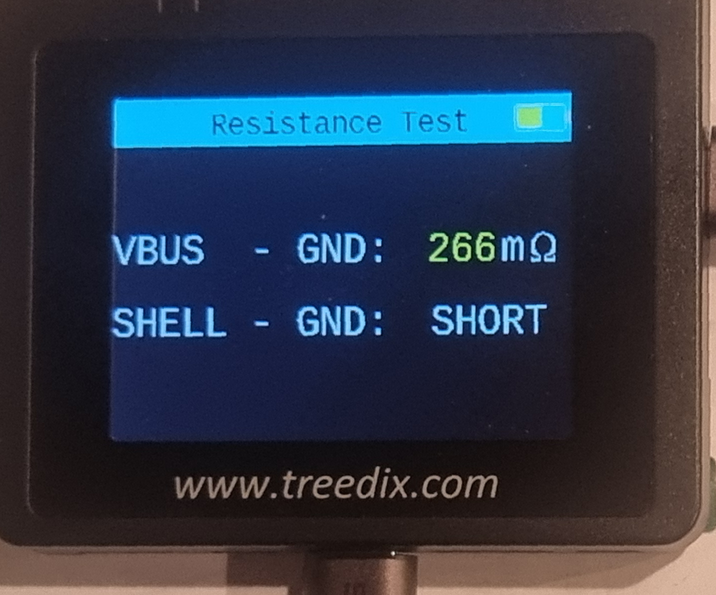 Resistance Test
VBUS - GND: 266mΩ
SHELL - GND: SHORT
www.treedix.com